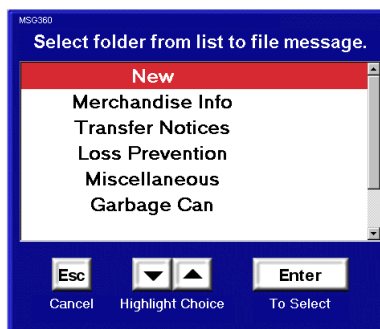 MSG360
Select folder from list to file message.
New
Merchandise Info
Transfer Notices
Loss Prevention
Miscellaneous
Garbage Can
Esc Enter
Cancel Highlight Choice To Select